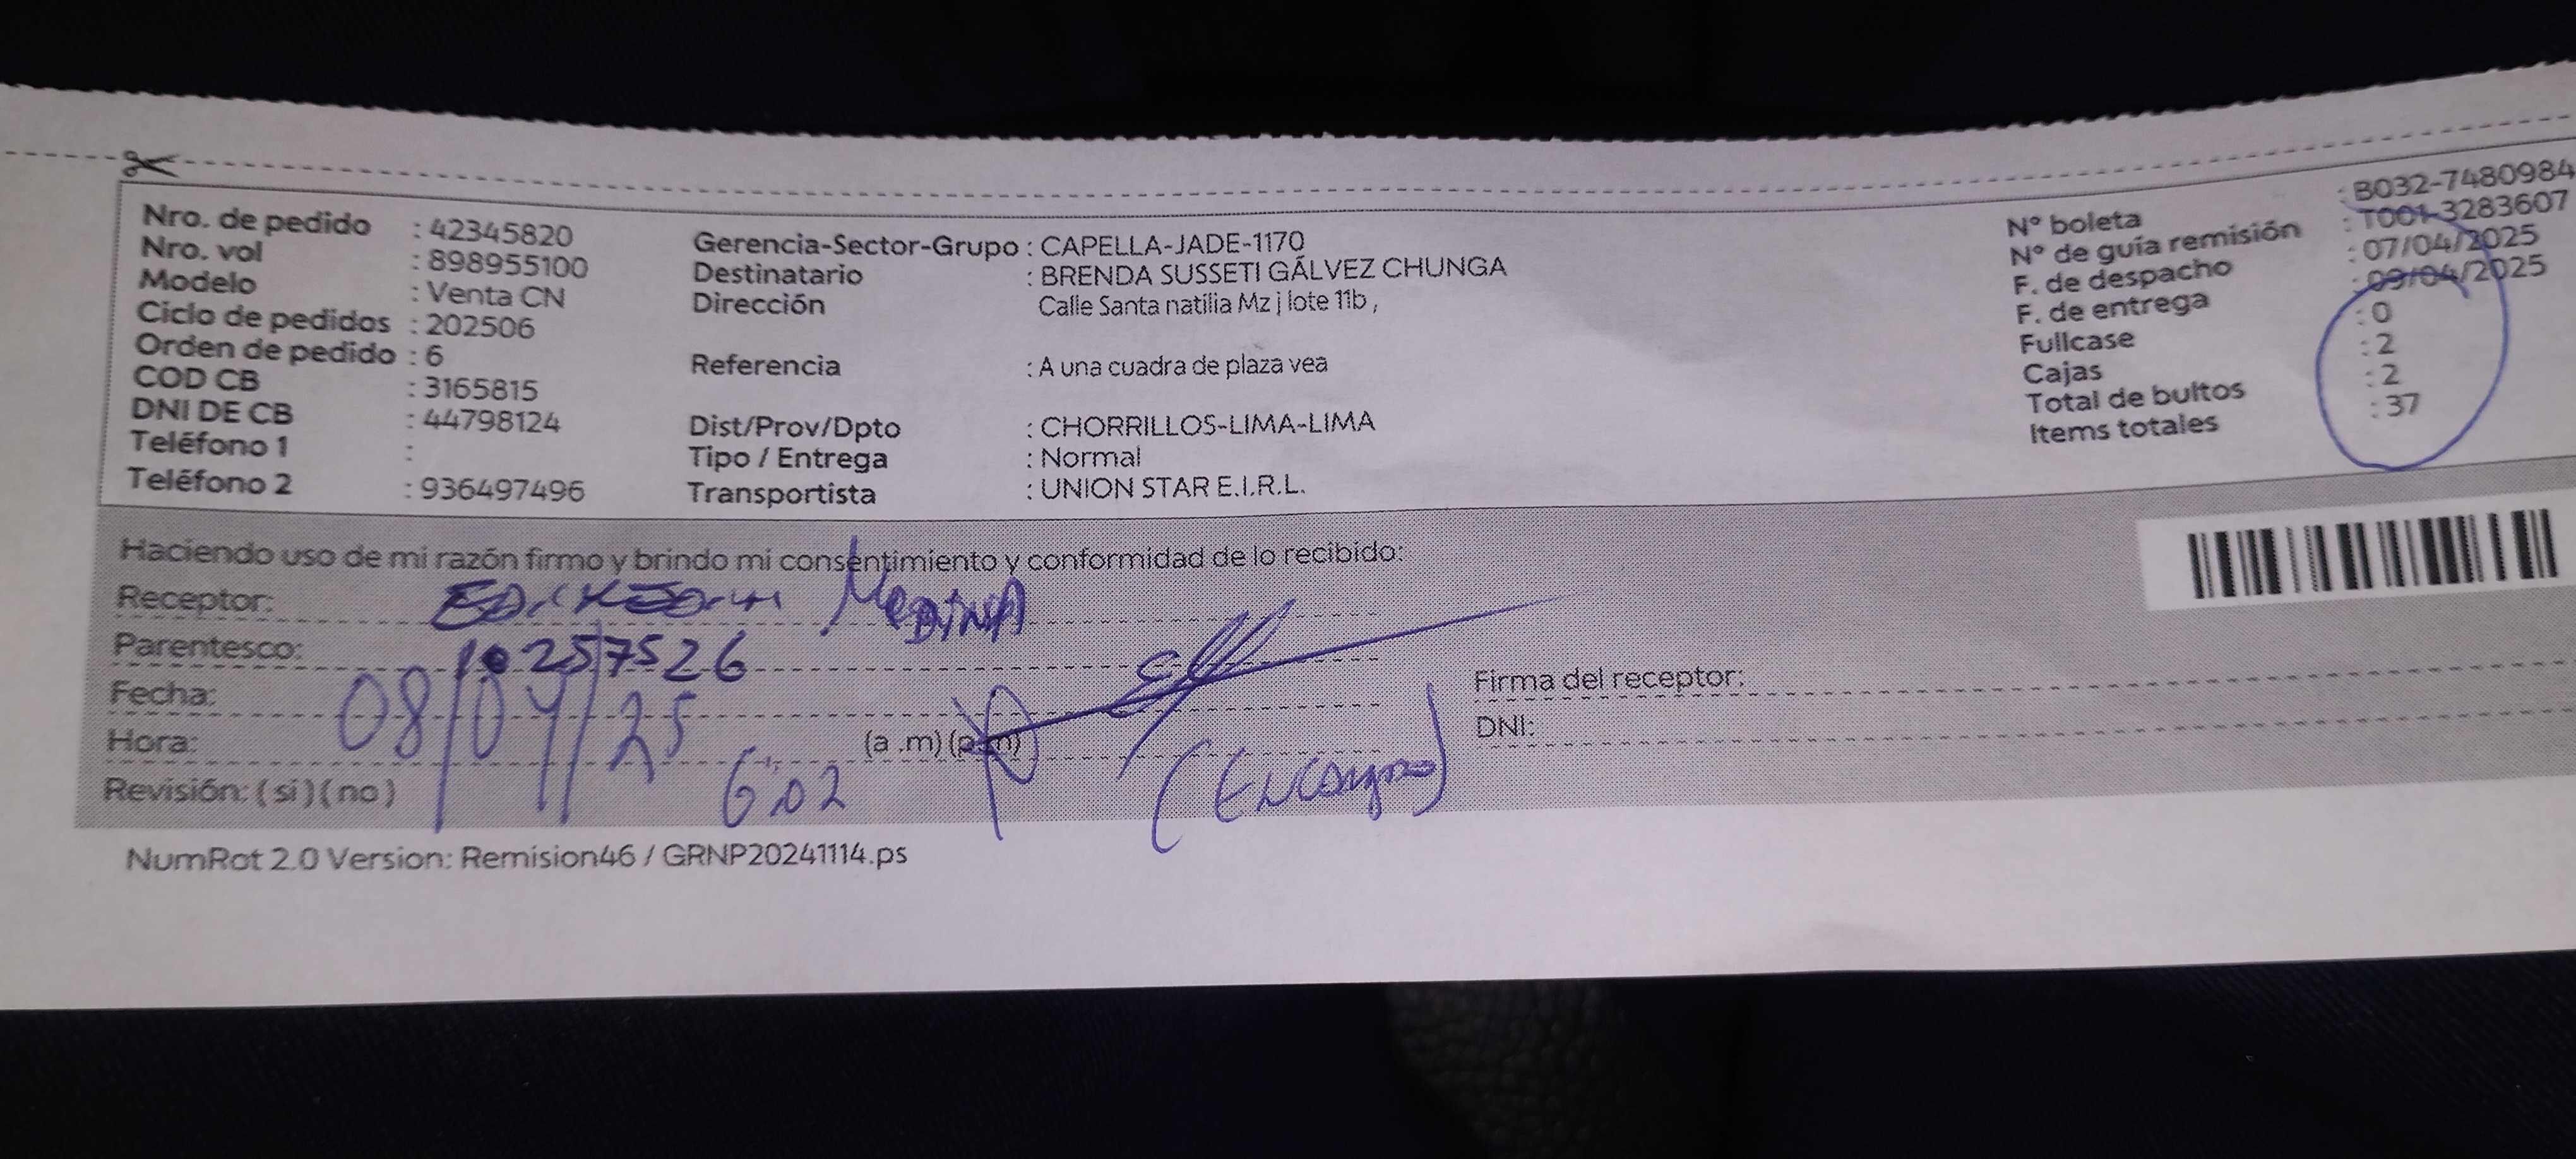 Nro. de pedido : 42345820
Nro. vol : 898955100
Modelo : Venta CN
Ciclo de pedidos : 202506
Orden de pedido : 6
COD CB : 3165815
DNI DE CB : 44798124
Teléfono 1 :
Teléfono 2 : 936497496
Gerencia-Sector-Grupo : CAPELLA-JADE-1170
Destinatario : BRENDA SUSSETI GÁLVEZ CHUNGA
Dirección Calle Santa natilia Mz j lote 11b ,
Referencia : A una cuadra de plaza vea
Dist/Prov/Dpto : CHORRILLOS-LIMA-LIMA
Tipo / Entrega : Normal
Transportista : UNION STAR E.I.R.L.
N° boleta : B032-7480984
N° de guía remisión : T001-3283607
F. de despacho : 07/04/2025
F. de entrega : 09/04/2025
Fullcase : 0
Cajas : 2
Total de bultos : 2
Items totales : 37
Haciendo uso de mi razón firmo y brindo mi consentimiento y conformidad de lo recibido:
Receptor: MEDINA
Parentesco: 10257526
Fecha: 08/04/25
Hora: 6:02 (a .m) (p.m)
Revisión: ( si ) ( no )
Firma del receptor:
DNI:
NumRot 2.0 Version: Remision46 / GRNP20241114.ps